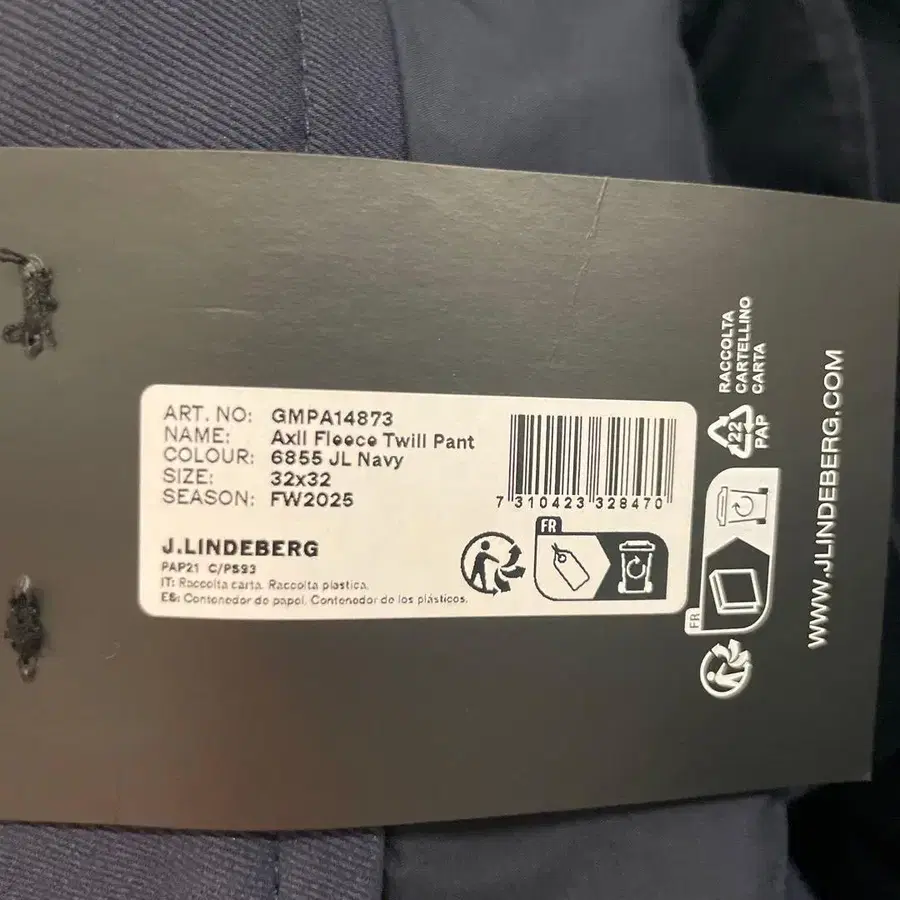 ART. NO: GMPA14873
NAME: Axil Fleece Twill Pant
COLOUR: 6855 JL Navy
SIZE: 32x32
SEASON: FW2025
7 310423 328470
J.LINDEBERG
PAP21 C/PS93
IT: Raccolta carta. Raccolta plastica.
ES: Contenedor de papel. Contenedor de los plásticos.
FR
RACCOLTA
CARTELLINO
CARTA
22
PAP
FR
WWW.JLINDEBERG.COM